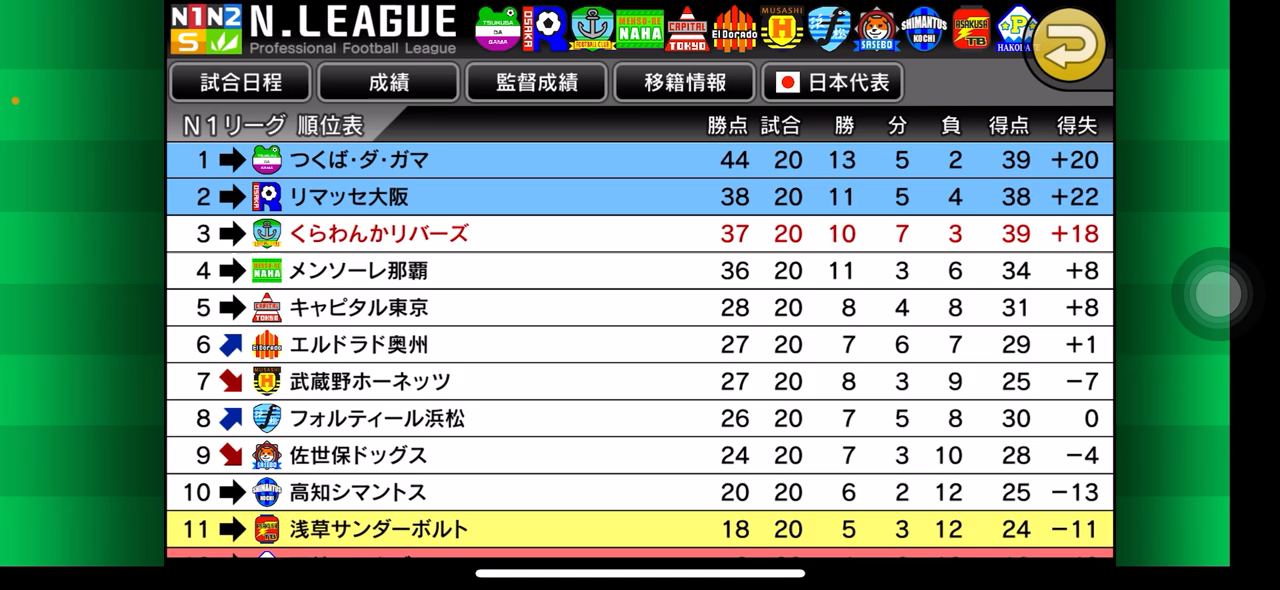 N1 N2 S N.LEAGUE
Professional Football League
TSUKUBA DA GAMA OSAKA R FOOTBALL CLUB MENSO-RE NAHA CAPITAL TOKYO El Dorado MUSASHI H f SASEBO SHIMANTUS KOCHI ASAKUSA TB P
試合日程 成績 監督成績 移籍情報 日本代表
N1リーグ 順位表 勝点 試合 勝 分 負 得点 得失
1 つくば・ダ・ガマ 44 20 13 5 2 39 +20
2 リマッセ大阪 38 20 11 5 4 38 +22
3 くらわんかリバーズ 37 20 10 7 3 39 +18
4 メンソーレ那覇 36 20 11 3 6 34 +8
5 キャピタル東京 28 20 8 4 8 31 +8
6 エルドラド奥州 27 20 7 6 7 29 +1
7 武蔵野ホーネッツ 27 20 8 3 9 25 −7
8 フォルティール浜松 26 20 7 5 8 30 0
9 佐世保ドッグス 24 20 7 3 10 28 −4
10 高知シマントス 20 20 6 2 12 25 −13
11 浅草サンダーボルト 18 20 5 3 12 24 −11